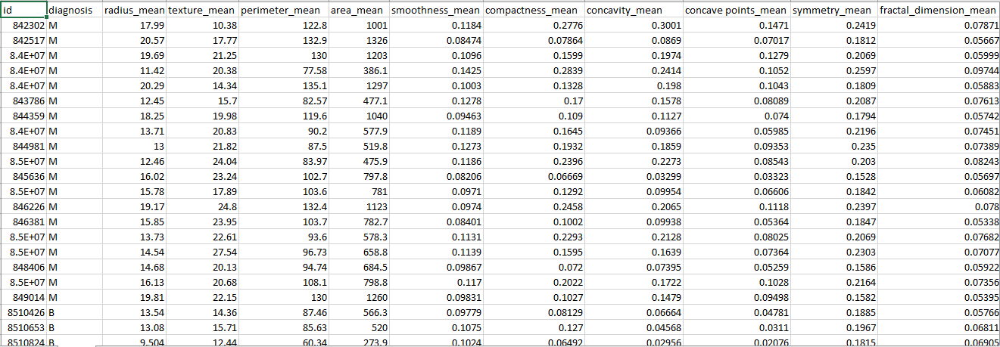 id diagnosis radius_mean texture_mean perimeter_mean area_mean smoothness_mean compactness_mean concavity_mean concave points_mean symmetry_mean fractal_dimension_mean
842302 M 17.99 10.38 122.8 1001 0.1184 0.2776 0.3001 0.1471 0.2419 0.07871
842517 M 20.57 17.77 132.9 1326 0.08474 0.07864 0.0869 0.07017 0.1812 0.05667
8.4E+07 M 19.69 21.25 130 1203 0.1096 0.1599 0.1974 0.1279 0.2069 0.05999
8.4E+07 M 11.42 20.38 77.58 386.1 0.1425 0.2839 0.2414 0.1052 0.2597 0.09744
8.4E+07 M 20.29 14.34 135.1 1297 0.1003 0.1328 0.198 0.1043 0.1809 0.05883
843786 M 12.45 15.7 82.57 477.1 0.1278 0.17 0.1578 0.08089 0.2087 0.07613
844359 M 18.25 19.98 119.6 1040 0.09463 0.109 0.1127 0.074 0.1794 0.05742
8.4E+07 M 13.71 20.83 90.2 577.9 0.1189 0.1645 0.09366 0.05985 0.2196 0.07451
844981 M 13 21.82 87.5 519.8 0.1273 0.1932 0.1859 0.09353 0.235 0.07389
8.5E+07 M 12.46 24.04 83.97 475.9 0.1186 0.2396 0.2273 0.08543 0.203 0.08243
845636 M 16.02 23.24 102.7 797.8 0.08206 0.06669 0.03299 0.03323 0.1528 0.05697
8.5E+07 M 15.78 17.89 103.6 781 0.0971 0.1292 0.09954 0.06606 0.1842 0.06082
846226 M 19.17 24.8 132.4 1123 0.0974 0.2458 0.2065 0.1118 0.2397 0.078
846381 M 15.85 23.95 103.7 782.7 0.08401 0.1002 0.09938 0.05364 0.1847 0.05338
8.5E+07 M 13.73 22.61 93.6 578.3 0.1131 0.2293 0.2128 0.08025 0.2069 0.07682
8.5E+07 M 14.54 27.54 96.73 658.8 0.1139 0.1595 0.1639 0.07364 0.2303 0.07077
848406 M 14.68 20.13 94.74 684.5 0.09867 0.072 0.07395 0.05259 0.1586 0.05922
8.5E+07 M 16.13 20.68 108.1 798.8 0.117 0.2022 0.1722 0.1028 0.2164 0.07356
849014 M 19.81 22.15 130 1260 0.09831 0.1027 0.1479 0.09498 0.1582 0.05395
8510426 B 13.54 14.36 87.46 566.3 0.09779 0.08129 0.06664 0.04781 0.1885 0.05766
8510653 B 13.08 15.71 85.63 520 0.1075 0.127 0.04568 0.0311 0.1967 0.06811
8510824 B 9.504 12.44 60.34 273.9 0.1024 0.06492 0.02956 0.02076 0.1815 0.06905